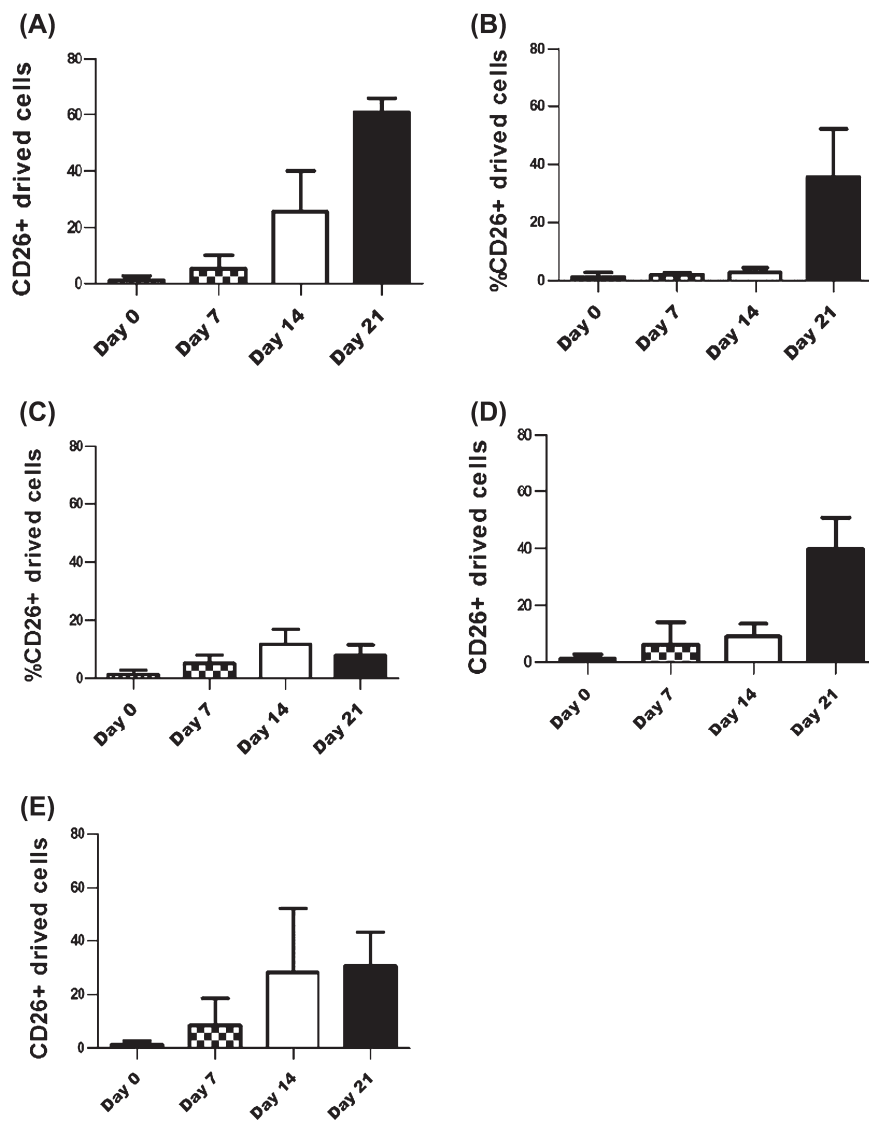 (A)
CD26+ drived cells
80
60
40
20
0
Day 0
Day 7
Day 14
Day 21
(B)
%CD26+ drived cells
80
60
40
20
0
Day 0
Day 7
Day 14
Day 21
(C)
%CD26+ drived cells
80
60
40
20
0
Day 0
Day 7
Day 14
Day 21
(D)
CD26+ drived cells
80
60
40
20
0
Day 0
Day 7
Day 14
Day 21
(E)
CD26+ drived cells
80
60
40
20
0
Day 0
Day 7
Day 14
Day 21